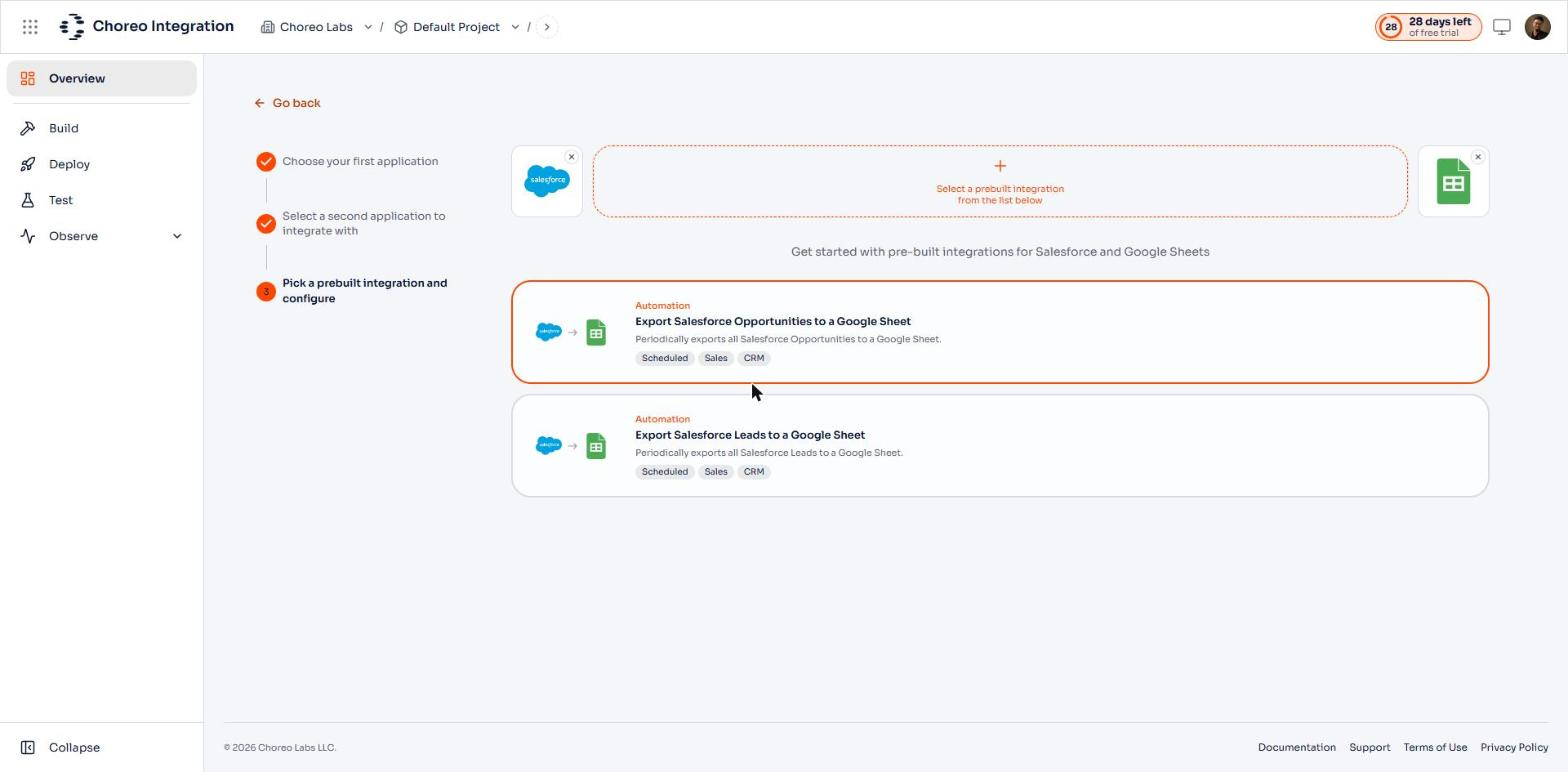 Choreo Integration
Choreo Labs
/
Default Project
/
28
28 days left
of free trial
Overview
Build
Deploy
Test
Observe
Collapse
Go back
Choose your first application
Select a second application to
integrate with
3
Pick a prebuilt integration and
configure
salesforce
Select a prebuilt integration
from the list below
Get started with pre-built integrations for Salesforce and Google Sheets
salesforce
Automation
Export Salesforce Opportunities to a Google Sheet
Periodically exports all Salesforce Opportunities to a Google Sheet.
Scheduled Sales CRM
salesforce
Automation
Export Salesforce Leads to a Google Sheet
Periodically exports all Salesforce Leads to a Google Sheet.
Scheduled Sales CRM
© 2026 Choreo Labs LLC.
Documentation Support Terms of Use Privacy Policy